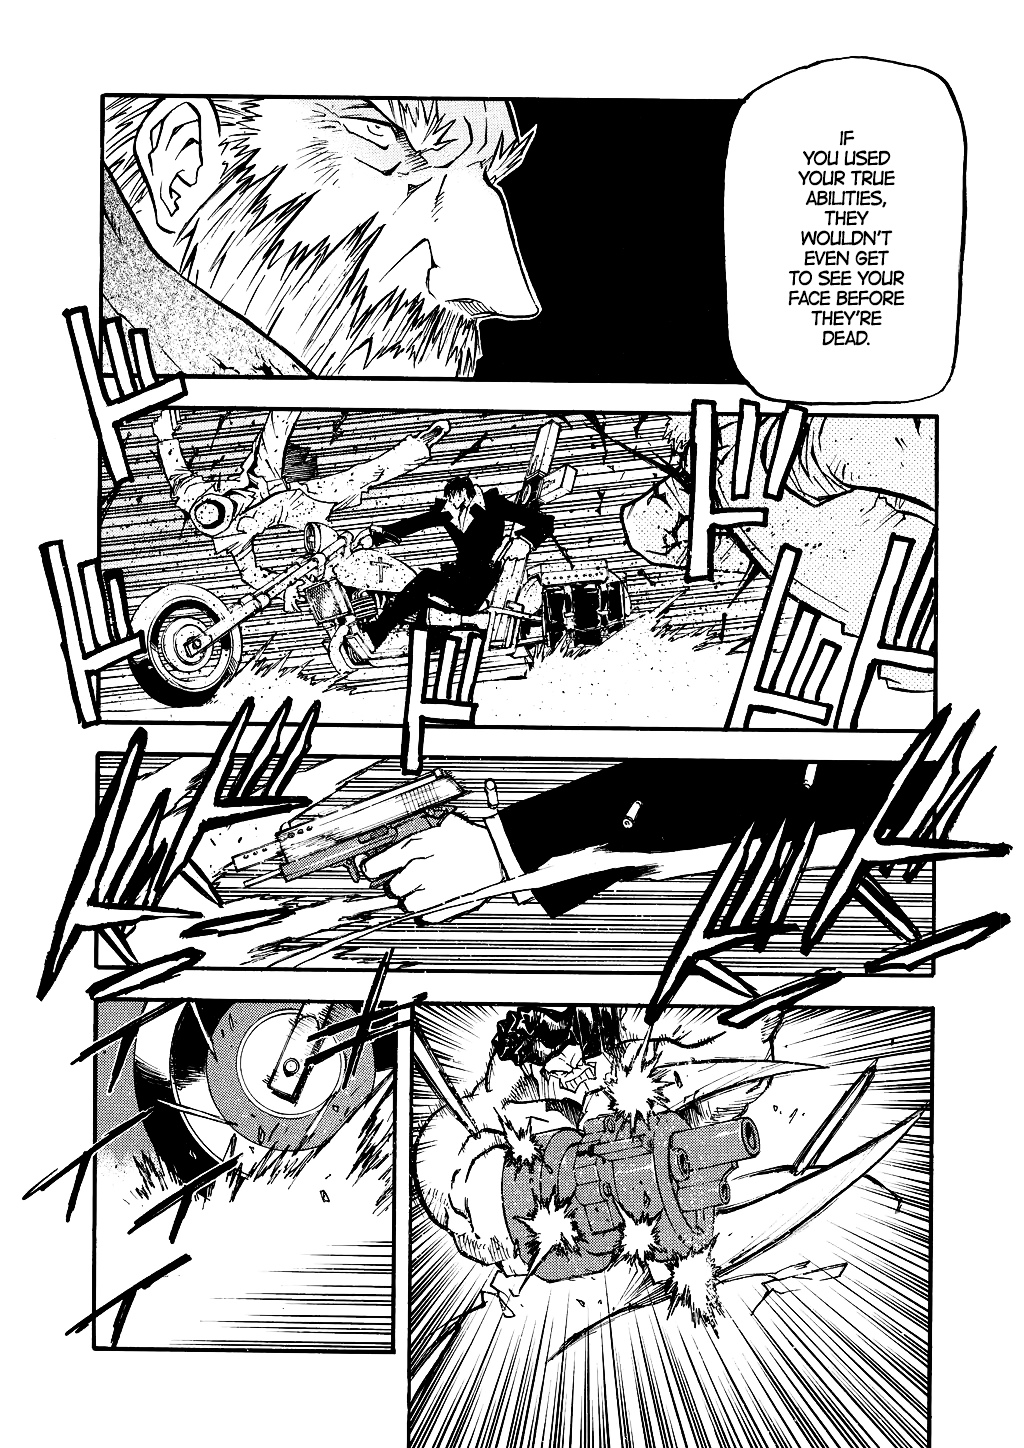 IF
YOU USED
YOUR TRUE
ABILITIES,
THEY
WOULDN'T
EVEN GET
TO SEE YOUR
FACE BEFORE
THEY'RE
DEAD.